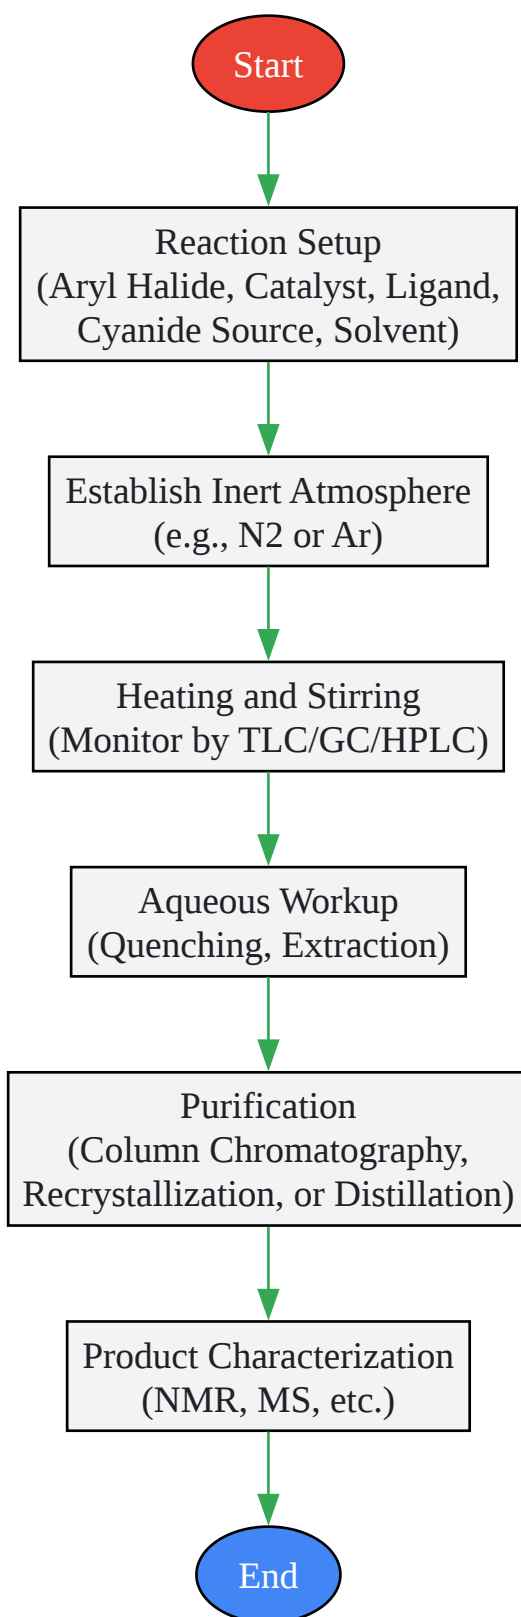 Start
Reaction Setup
(Aryl Halide, Catalyst, Ligand,
Cyanide Source, Solvent)
Establish Inert Atmosphere
(e.g., N2 or Ar)
Heating and Stirring
(Monitor by TLC/GC/HPLC)
Aqueous Workup
(Quenching, Extraction)
Purification
(Column Chromatography,
Recrystallization, or Distillation)
Product Characterization
(NMR, MS, etc.)
End